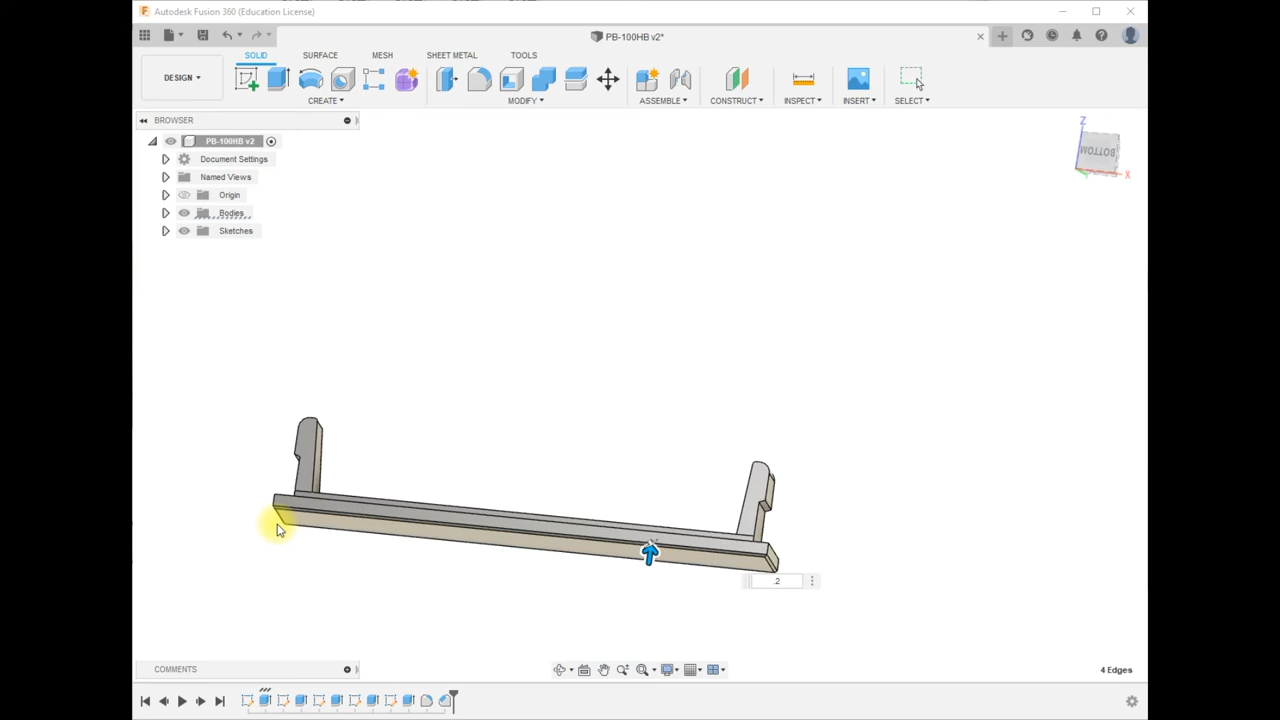 Autodesk Fusion 360 (Education License)
PB-100HB v2*
DESIGN
SOLID SURFACE MESH SHEET METAL TOOLS
CREATE MODIFY ASSEMBLE CONSTRUCT INSPECT INSERT SELECT
BROWSER
PB-100HB v2
Document Settings
Named Views
Origin
Bodies
Sketches
Z
BOTTOM
X
.2
COMMENTS
4 Edges